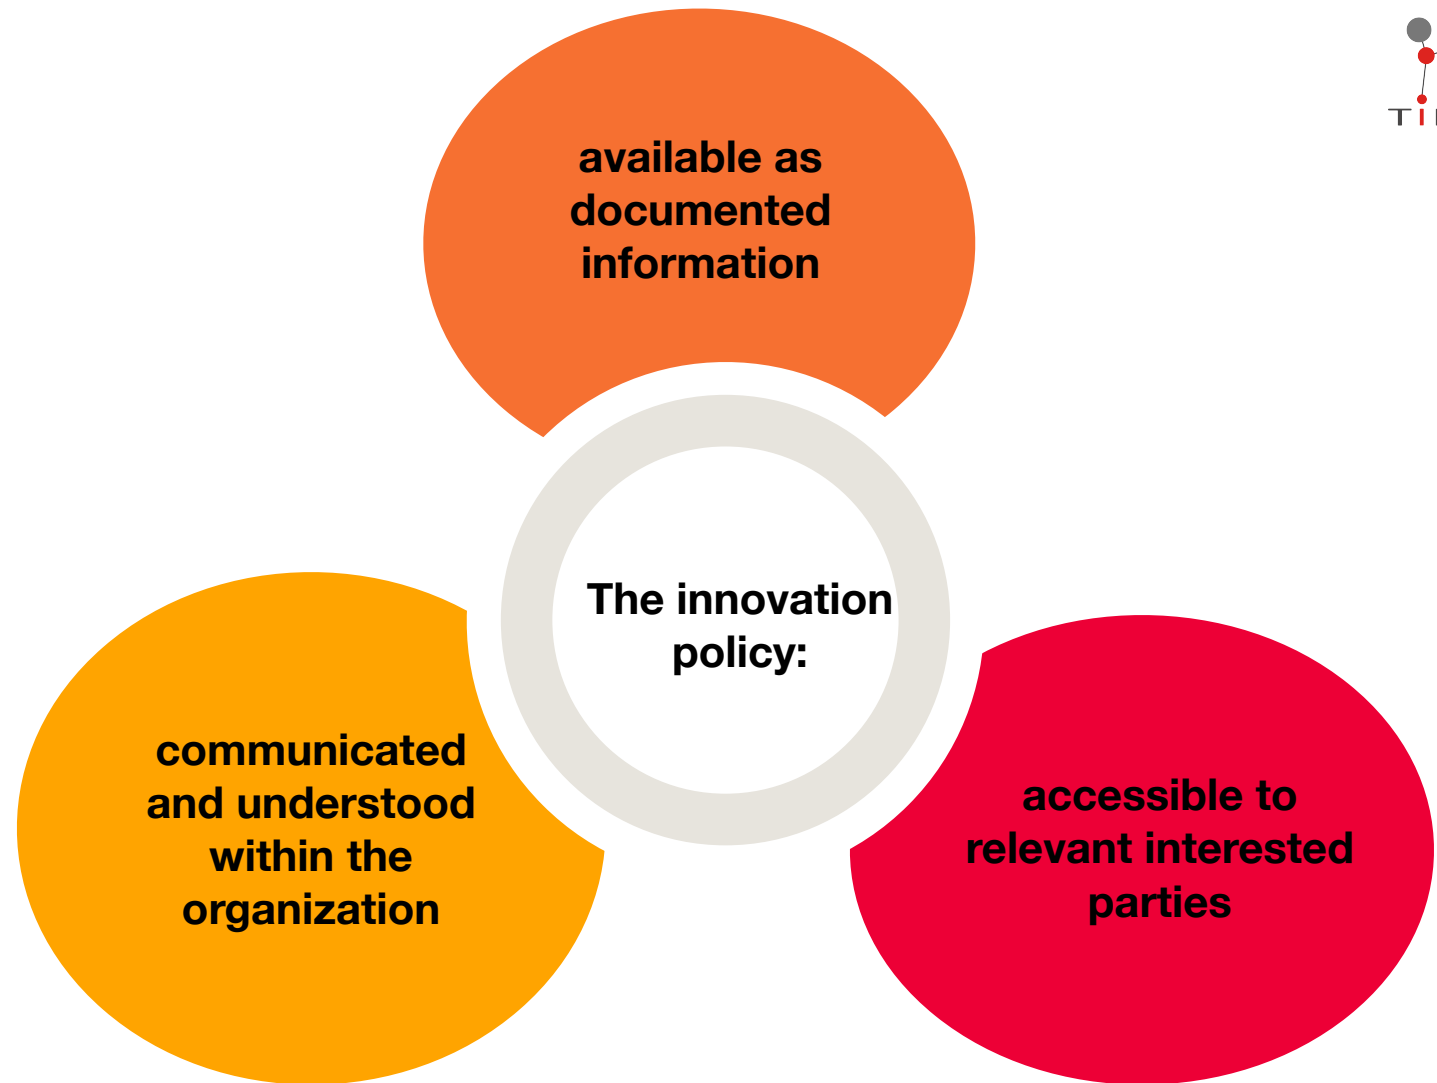 available as
documented
information
The innovation
policy:
communicated
and understood
within the
organization
accessible to
relevant interested
parties